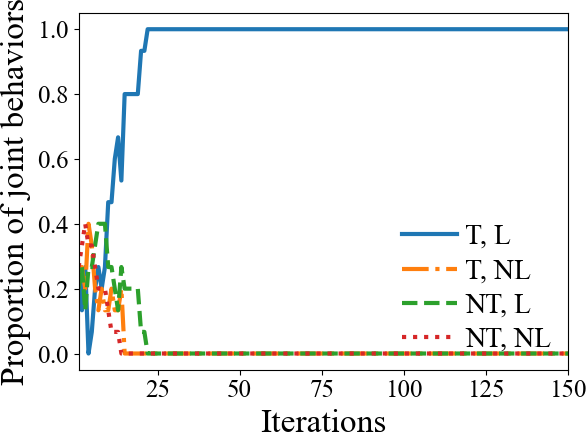 Proportion of joint behaviors
1.0
0.8
0.6
0.4
0.2
0.0
T, L
T, NL
NT, L
NT, NL
25 50 75 100 125 150
Iterations